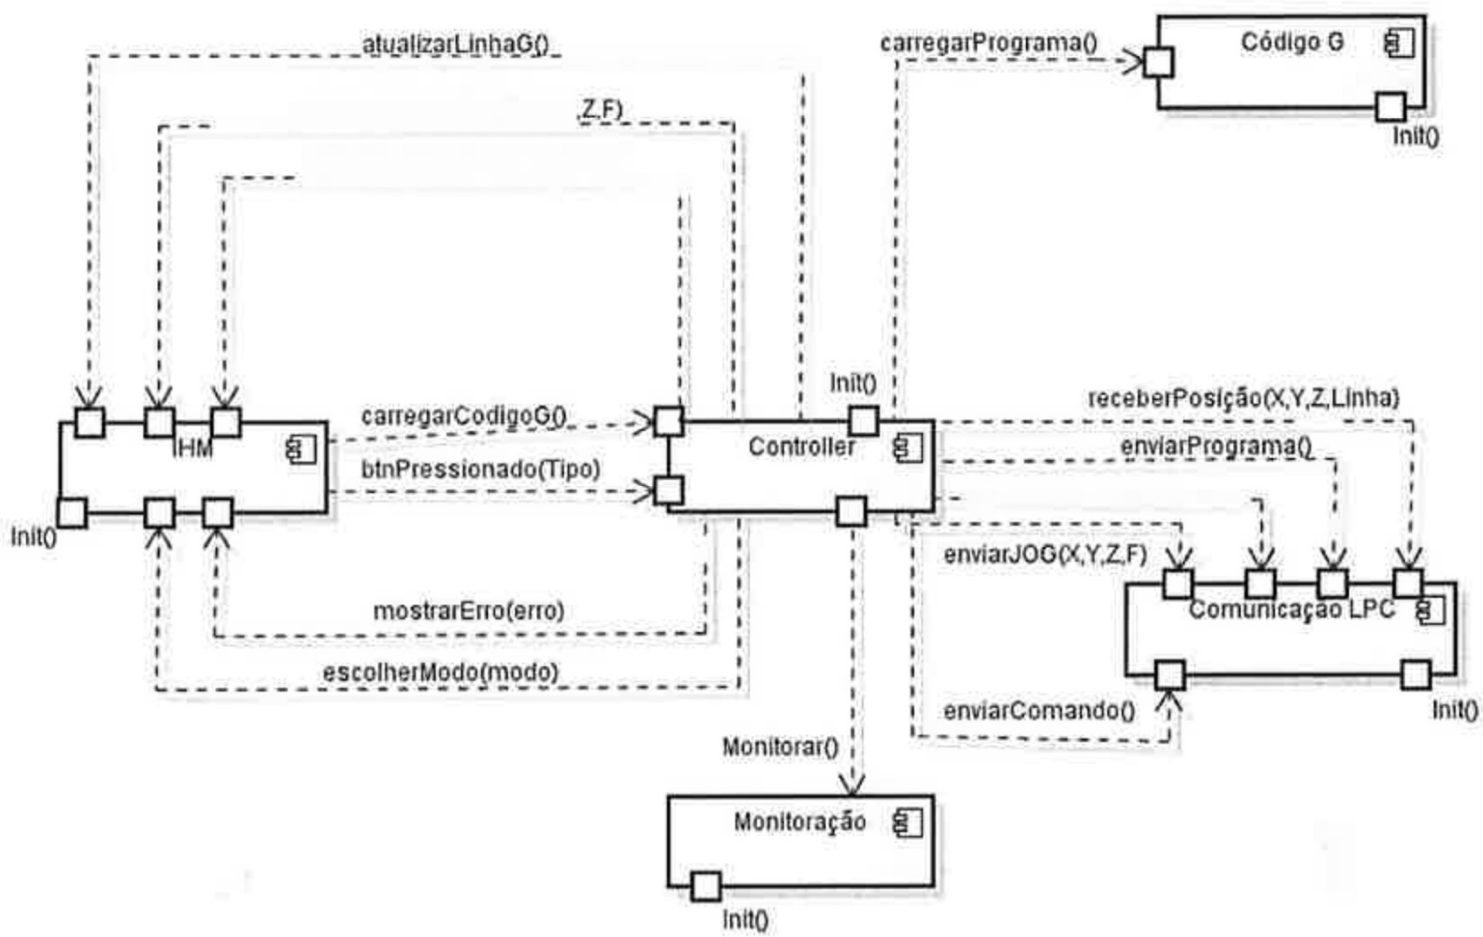 atualizarLinhaG()
carregarPrograma()
Código G
,Z,F)
Init()
Init()
receberPosição(X,Y,Z,Linha)
carregarCodigoG()
IHM
Controller
enviarPrograma()
btnPressionado(Tipo)
Init()
enviarJOG(X,Y,Z,F)
mostrarErro(erro)
Comunicação LPC
escolherModo(modo)
enviarComando()
Init()
Monitorar()
Monitoração
Init()